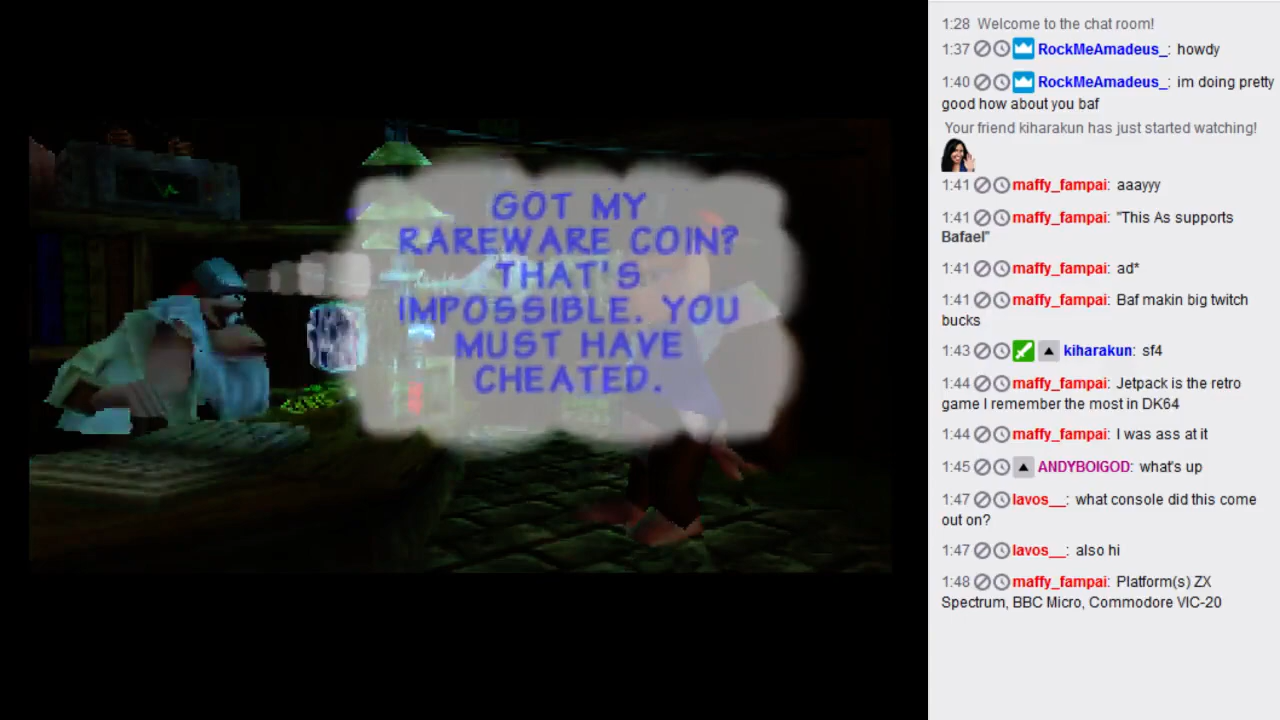 GOT MY
RAREWARE COIN?
THAT'S
IMPOSSIBLE. YOU
MUST HAVE
CHEATED.
1:28 Welcome to the chat room!
1:37 RockMeAmadeus_: howdy
1:40 RockMeAmadeus_: im doing pretty
good how about you baf
Your friend kiharakun has just started watching!
1:41 maffy_fampai: aaayyy
1:41 maffy_fampai: "This As supports
Bafael"
1:41 maffy_fampai: ad*
1:41 maffy_fampai: Baf makin big twitch
bucks
1:43 kiharakun: sf4
1:44 maffy_fampai: Jetpack is the retro
game I remember the most in DK64
1:44 maffy_fampai: I was ass at it
1:45 ANDYBOIGOD: what's up
1:47 lavos__: what console did this come
out on?
1:47 lavos__: also hi
1:48 maffy_fampai: Platform(s) ZX
Spectrum, BBC Micro, Commodore VIC-20